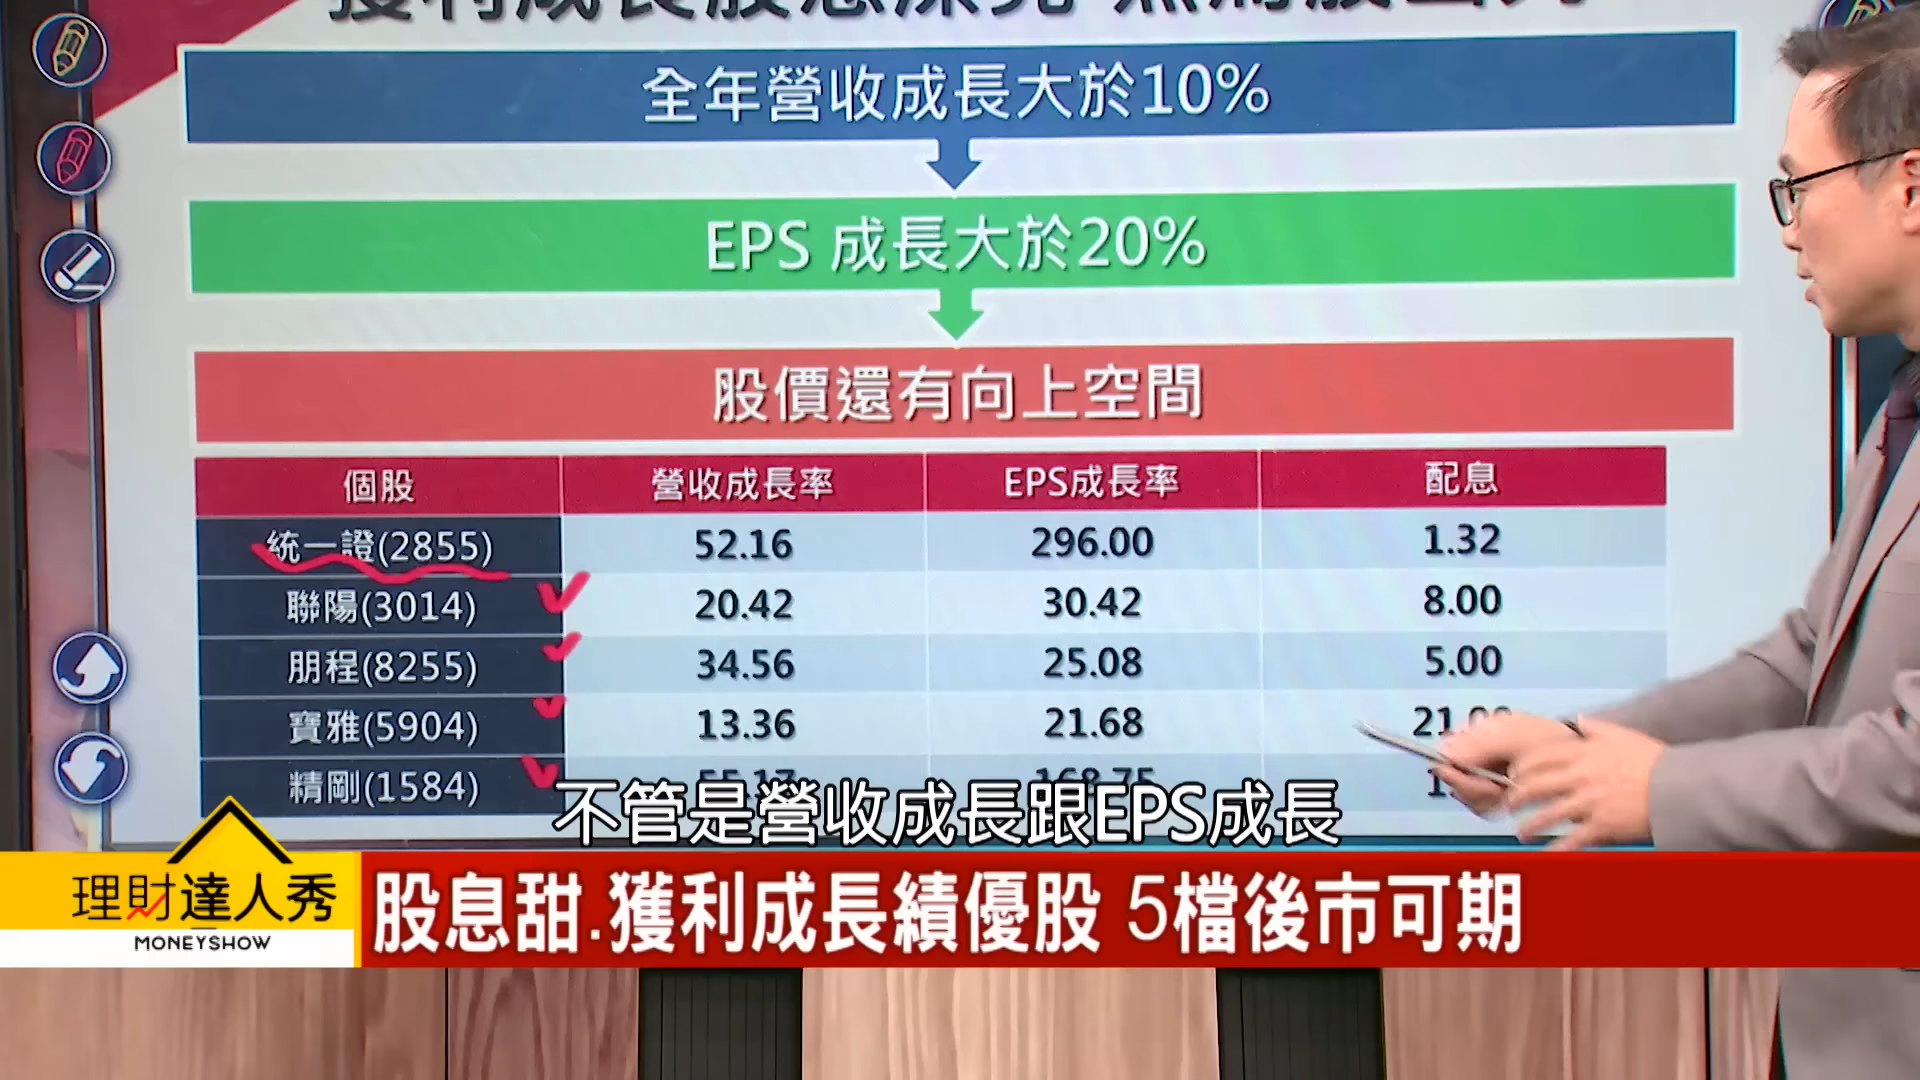 全年營收成長大於10%
EPS 成長大於20%
股價還有向上空間
個股 營收成長率 EPS成長率 配息
統一證(2855) 52.16 296.00 1.32
聯陽(3014) 20.42 30.42 8.00
朋程(8255) 34.56 25.08 5.00
寶雅(5904) 13.36 21.68
精剛(1584)
不管是營收成長跟EPS成長
理財達人秀
MONEYSHOW
股息甜.獲利成長績優股 5檔後市可期